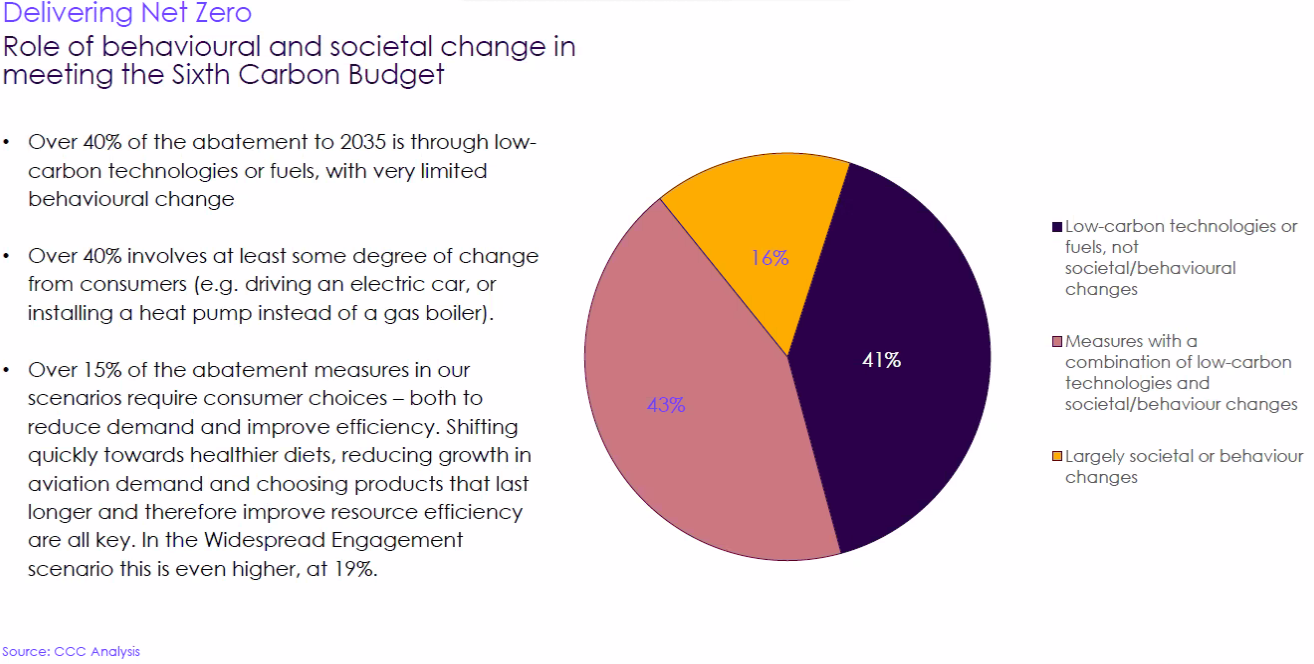 Delivering Net Zero
Role of behavioural and societal change in
meeting the Sixth Carbon Budget
• Over 40% of the abatement to 2035 is through low-
carbon technologies or fuels, with very limited
behavioural change
• Over 40% involves at least some degree of change
from consumers (e.g. driving an electric car, or
installing a heat pump instead of a gas boiler).
• Over 15% of the abatement measures in our
scenarios require consumer choices – both to
reduce demand and improve efficiency. Shifting
quickly towards healthier diets, reducing growth in
aviation demand and choosing products that last
longer and therefore improve resource efficiency
are all key. In the Widespread Engagement
scenario this is even higher, at 19%.
16%
41%
43%
Low-carbon technologies or
fuels, not
societal/behavioural
changes
Measures with a
combination of low-carbon
technologies and
societal/behaviour changes
Largely societal or behaviour
changes
Source: CCC Analysis